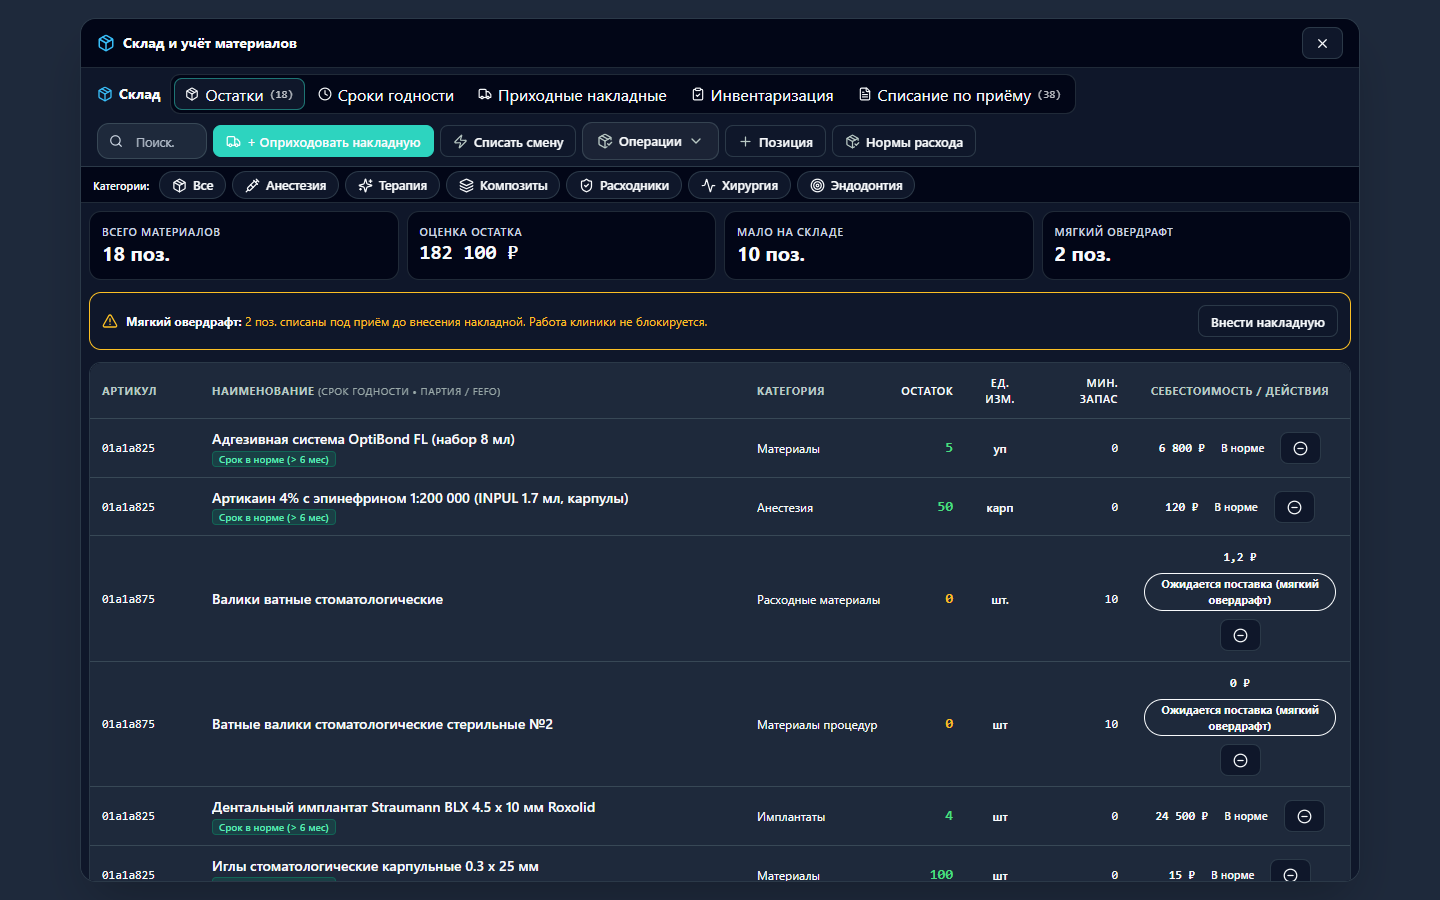 Склад и учёт материалов
Склад
Остатки (18)
Сроки годности
Приходные накладные
Инвентаризация
Списание по приёму (38)
Поиск.
+ Оприходовать накладную
Списать смену
Операции
Позиция
Нормы расхода
Категории:
Все
Анестезия
Терапия
Композиты
Расходники
Хирургия
Эндодонтия
ВСЕГО МАТЕРИАЛОВ
18 поз.
ОЦЕНКА ОСТАТКА
182 100 ₽
МАЛО НА СКЛАДЕ
10 поз.
МЯГКИЙ ОВЕРДРАФТ
2 поз.
Мягкий овердрафт: 2 поз. списаны под приём до внесения накладной. Работа клиники не блокируется.
Внести накладную
АРТИКУЛ
НАИМЕНОВАНИЕ (СРОК ГОДНОСТИ • ПАРТИЯ / FEFO)
КАТЕГОРИЯ
ОСТАТОК
ЕД.
ИЗМ.
МИН.
ЗАПАС
СЕБЕСТОИМОСТЬ / ДЕЙСТВИЯ
01a1a825
Адгезивная система OptiBond FL (набор 8 мл)
Срок в норме (> 6 мес)
Материалы
5
уп
0
6 800 ₽
В норме
01a1a825
Артикаин 4% с эпинефрином 1:200 000 (INPUL 1.7 мл, карпулы)
Срок в норме (> 6 мес)
Анестезия
50
карп
0
120 ₽
В норме
01a1a875
Валики ватные стоматологические
Расходные материалы
0
шт.
10
1,2 ₽
Ожидается поставка (мягкий
овердрафт)
01a1a875
Ватные валики стоматологические стерильные №2
Материалы процедур
0
шт
10
0 ₽
Ожидается поставка (мягкий
овердрафт)
01a1a825
Дентальный имплантат Straumann BLX 4.5 x 10 мм Roxolid
Срок в норме (> 6 мес)
Имплантаты
4
шт
0
24 500 ₽
В норме
01a1a825
Иглы стоматологические карпульные 0.3 x 25 мм
Материалы
100
шт
0
15 ₽
В норме